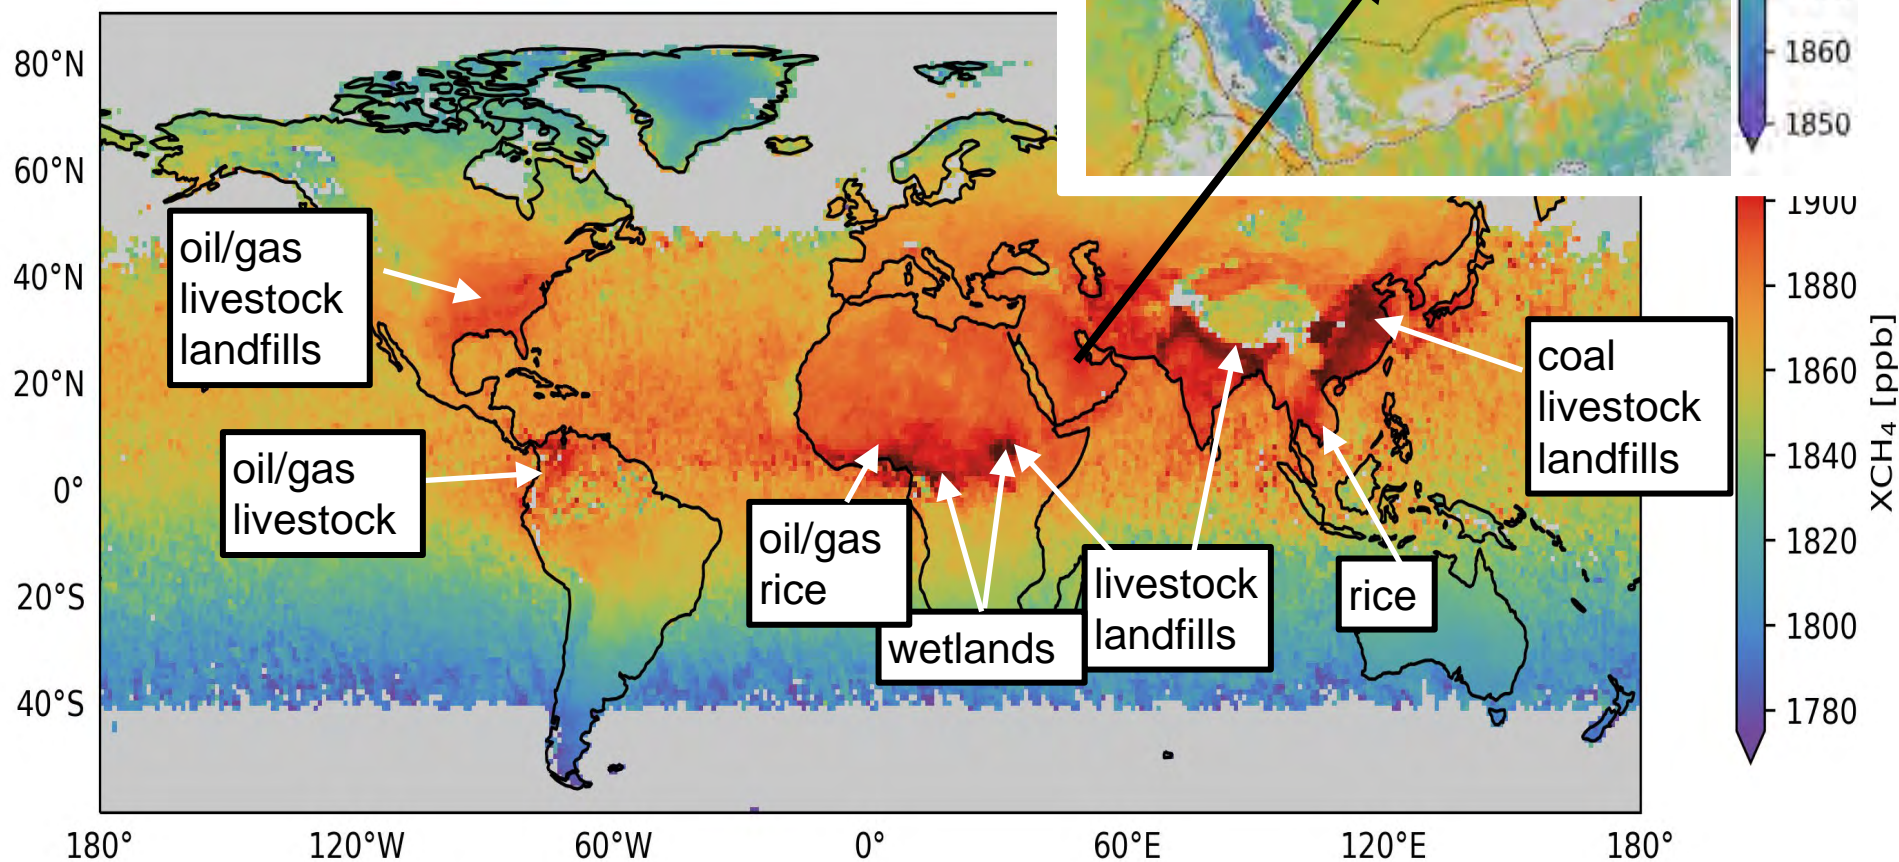 1860
1850
80°N
60°N
40°N
20°N
0°
20°S
40°S
oil/gas
livestock
landfills
oil/gas
livestock
oil/gas
rice
wetlands
livestock
landfills
rice
coal
livestock
landfills
1900
1880
1860
1840
1820
1800
1780
XCH₄ [ppb]
180°
120°W
60°W
0°
60°E
120°E
180°